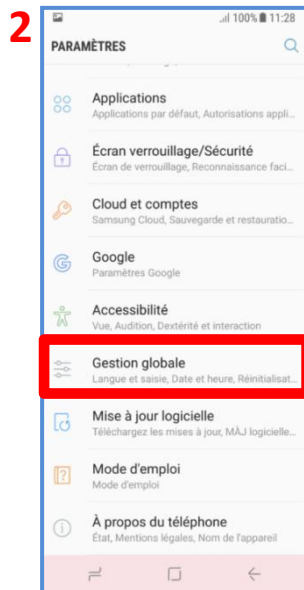 2
100% 11:28
PARAMÈTRES
Applications
Applications par défaut, Autorisations appli...
Écran verrouillage/Sécurité
Écran de verrouillage, Reconnaissance faci...
Cloud et comptes
Samsung Cloud, Sauvegarde et restauratio...
Google
Paramètres Google
Accessibilité
Vue, Audition, Dextérité et interaction
Gestion globale
Langue et saisie, Date et heure, Réinitialisat...
Mise à jour logicielle
Téléchargez les mises à jour, MÀJ logicielle...
Mode d'emploi
Mode d'emploi
À propos du téléphone
État, Mentions légales, Nom de l'appareil